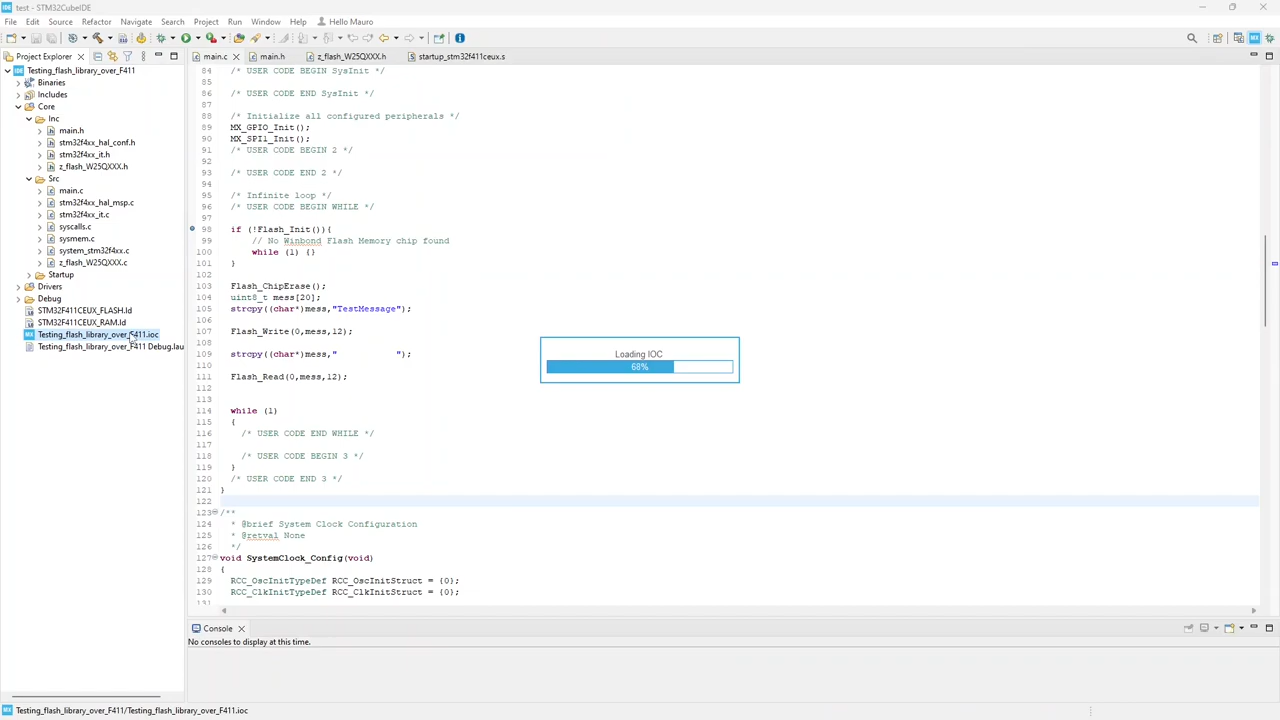 test - STM32CubeIDE
File Edit Source Refactor Navigate Search Project Run Window Help Hello Mauro
Project Explorer
main.c
main.h
z_flash_W25QXXX.h
startup_stm32f411ceux.s
Testing_flash_library_over_F411
Binaries
Includes
Core
Inc
main.h
stm32f4xx_hal_conf.h
stm32f4xx_it.h
z_flash_W25QXXX.h
Src
main.c
stm32f4xx_hal_msp.c
stm32f4xx_it.c
syscalls.c
sysmem.c
system_stm32f4xx.c
z_flash_W25QXXX.c
Startup
Drivers
Debug
STM32F411CEUX_FLASH.ld
STM32F411CEUX_RAM.ld
Testing_flash_library_over_F411.ioc
Testing_flash_library_over_F411 Debug.lau
84 /* USER CODE BEGIN SysInit */
85
86 /* USER CODE END SysInit */
87
88 /* Initialize all configured peripherals */
89 MX_GPIO_Init();
90 MX_SPI1_Init();
91 /* USER CODE BEGIN 2 */
92
93 /* USER CODE END 2 */
94
95 /* Infinite loop */
96 /* USER CODE BEGIN WHILE */
97
98 if (!Flash_Init()){
99 // No Winbond Flash Memory chip found
100 while (1) {}
101 }
102
103 Flash_ChipErase();
104 uint8_t mess[20];
105 strcpy((char*)mess,"TestMessage");
106
107 Flash_Write(0,mess,12);
108
109 strcpy((char*)mess,"           ");
110
111 Flash_Read(0,mess,12);
112
113
114 while (1)
115 {
116 /* USER CODE END WHILE */
117
118 /* USER CODE BEGIN 3 */
119 }
120 /* USER CODE END 3 */
121 }
122
123 /**
124 * @brief System Clock Configuration
125 * @retval None
126 */
127 void SystemClock_Config(void)
128 {
129 RCC_OscInitTypeDef RCC_OscInitStruct = {0};
130 RCC_ClkInitTypeDef RCC_ClkInitStruct = {0};
131
Loading IOC
68%
Console
No consoles to display at this time.
Testing_flash_library_over_F411/Testing_flash_library_over_F411.ioc